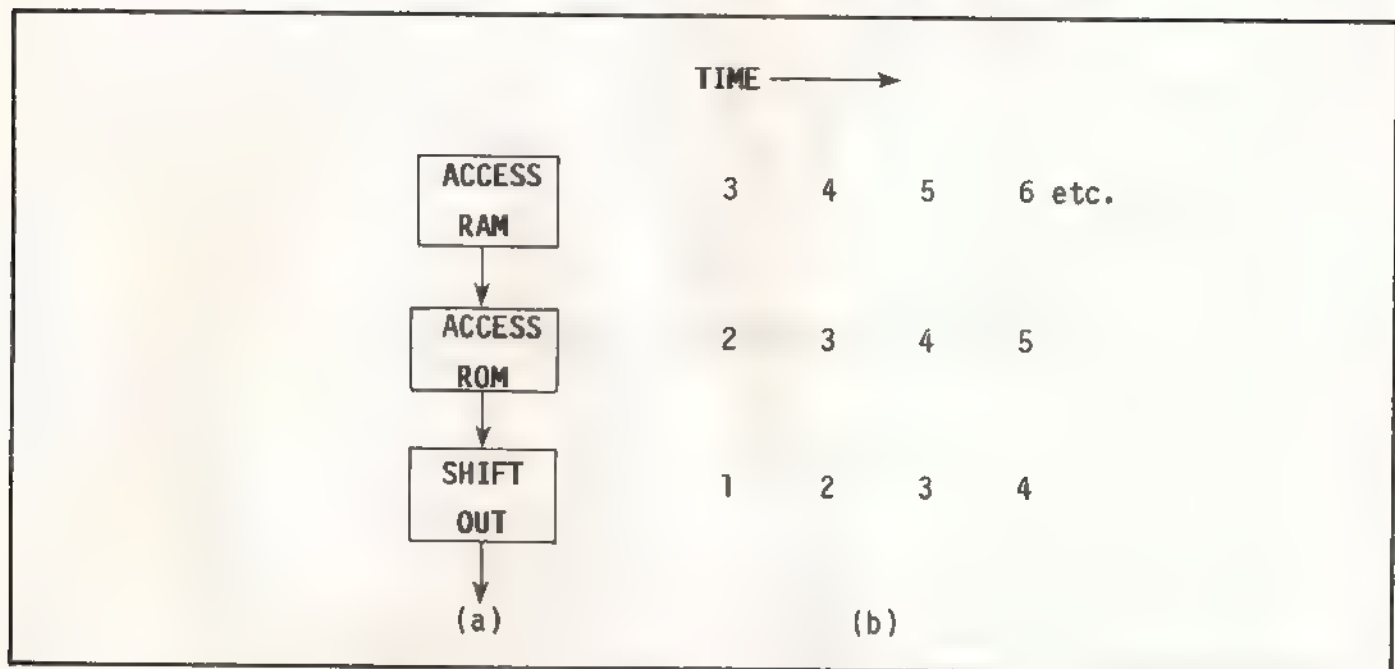 TIME
ACCESS
RAM
3 4 5 6 etc.
ACCESS
ROM
2 3 4 5
SHIFT
OUT
1 2 3 4
(a) (b)